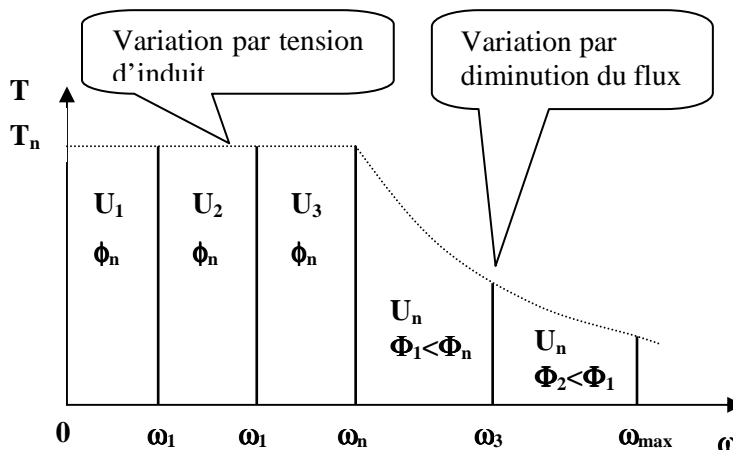 Variation par tension
d’induit
Variation par
diminution du flux
T
Tn
U1 U2 U3
ϕn ϕn ϕn
Un
Φ1<Φn
Un
Φ2<Φ1
0 ω1 ω1 ωn ω3 ωmax ω